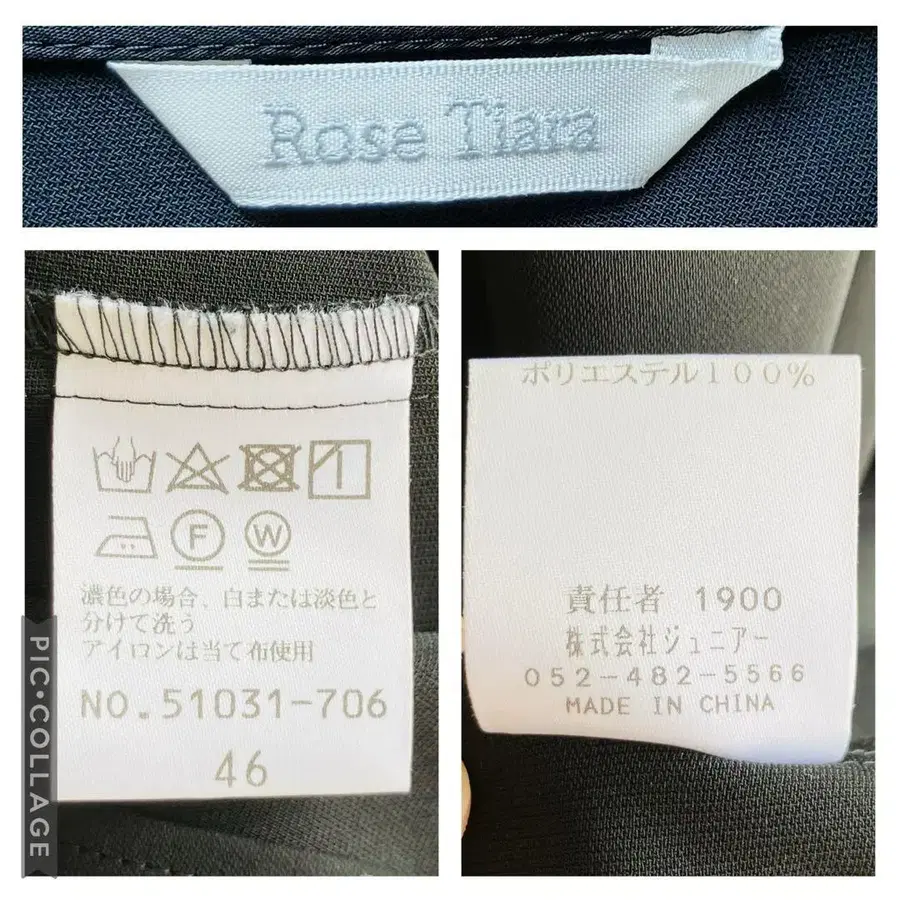 Rose Tiara
F
W
濃色の場合、白または淡色と
分けて洗う
アイロンは当て布使用
NO.51031-706
46
ポリエステル100%
責任者 1900
株式会社ジュニアー
052-482-5566
MADE IN CHINA
PIC•COLLAGE